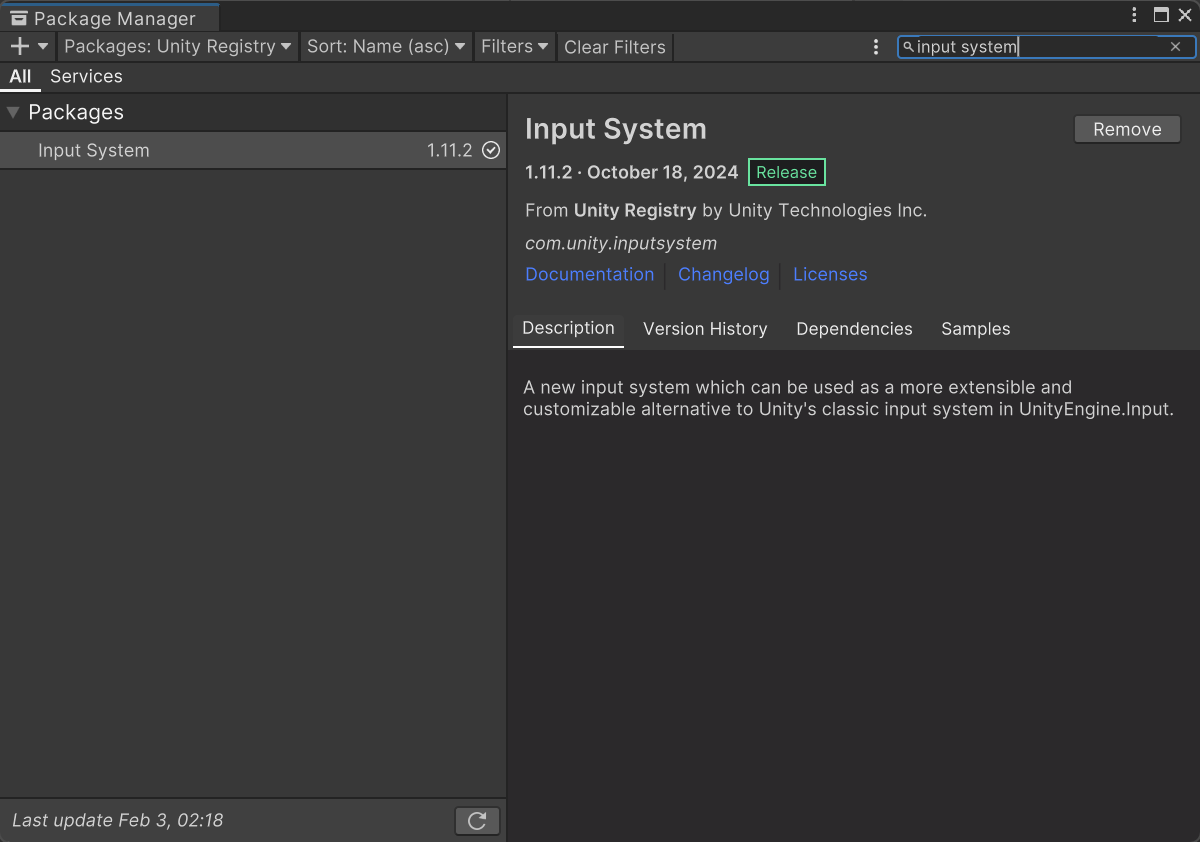 Package Manager
Packages: Unity Registry Sort: Name (asc) Filters Clear Filters input system
All Services
Packages
Input System 1.11.2
Input System
Remove
1.11.2 · October 18, 2024 Release
From Unity Registry by Unity Technologies Inc.
com.unity.inputsystem
Documentation Changelog Licenses
Description Version History Dependencies Samples
A new input system which can be used as a more extensible and
customizable alternative to Unity's classic input system in UnityEngine.Input.
Last update Feb 3, 02:18